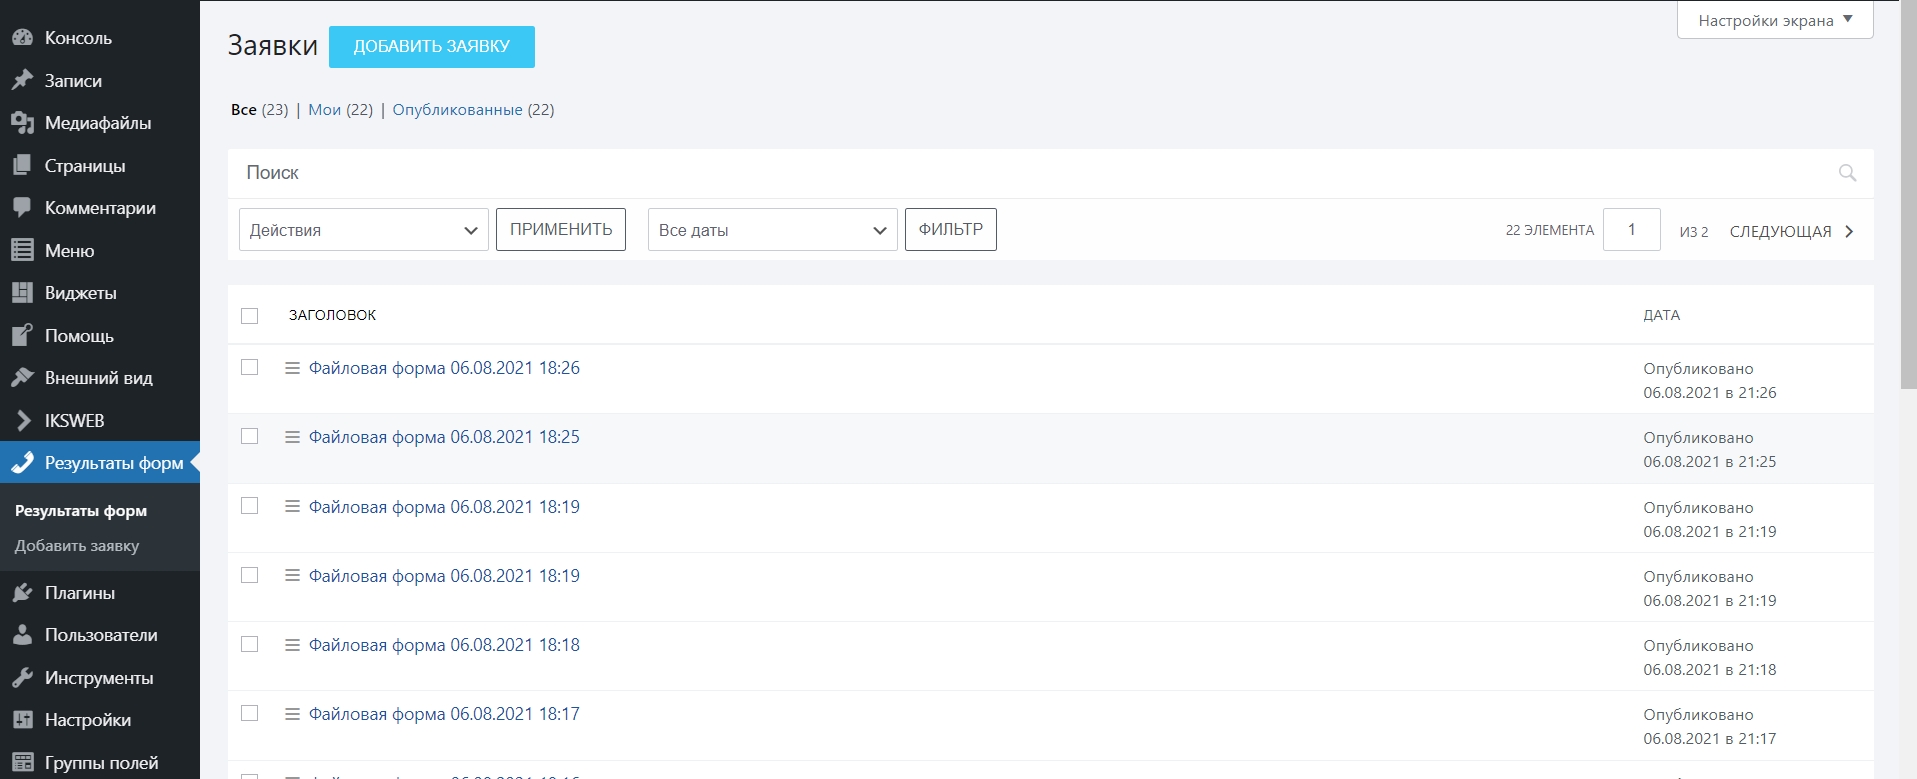 Консоль
Записи
Медиафайлы
Страницы
Комментарии
Меню
Виджеты
Помощь
Внешний вид
IKSWEB
Результаты форм
Результаты форм
Добавить заявку
Плагины
Пользователи
Инструменты
Настройки
Группы полей
Настройки экрана ▼
Заявки ДОБАВИТЬ ЗАЯВКУ
Все (23) | Мои (22) | Опубликованные (22)
Поиск
Действия ПРИМЕНИТЬ Все даты ФИЛЬТР 22 ЭЛЕМЕНТА 1 ИЗ 2 СЛЕДУЮЩАЯ
ЗАГОЛОВОК ДАТА
Файловая форма 06.08.2021 18:26 Опубликовано
06.08.2021 в 21:26
Файловая форма 06.08.2021 18:25 Опубликовано
06.08.2021 в 21:25
Файловая форма 06.08.2021 18:19 Опубликовано
06.08.2021 в 21:19
Файловая форма 06.08.2021 18:19 Опубликовано
06.08.2021 в 21:19
Файловая форма 06.08.2021 18:18 Опубликовано
06.08.2021 в 21:18
Файловая форма 06.08.2021 18:17 Опубликовано
06.08.2021 в 21:17